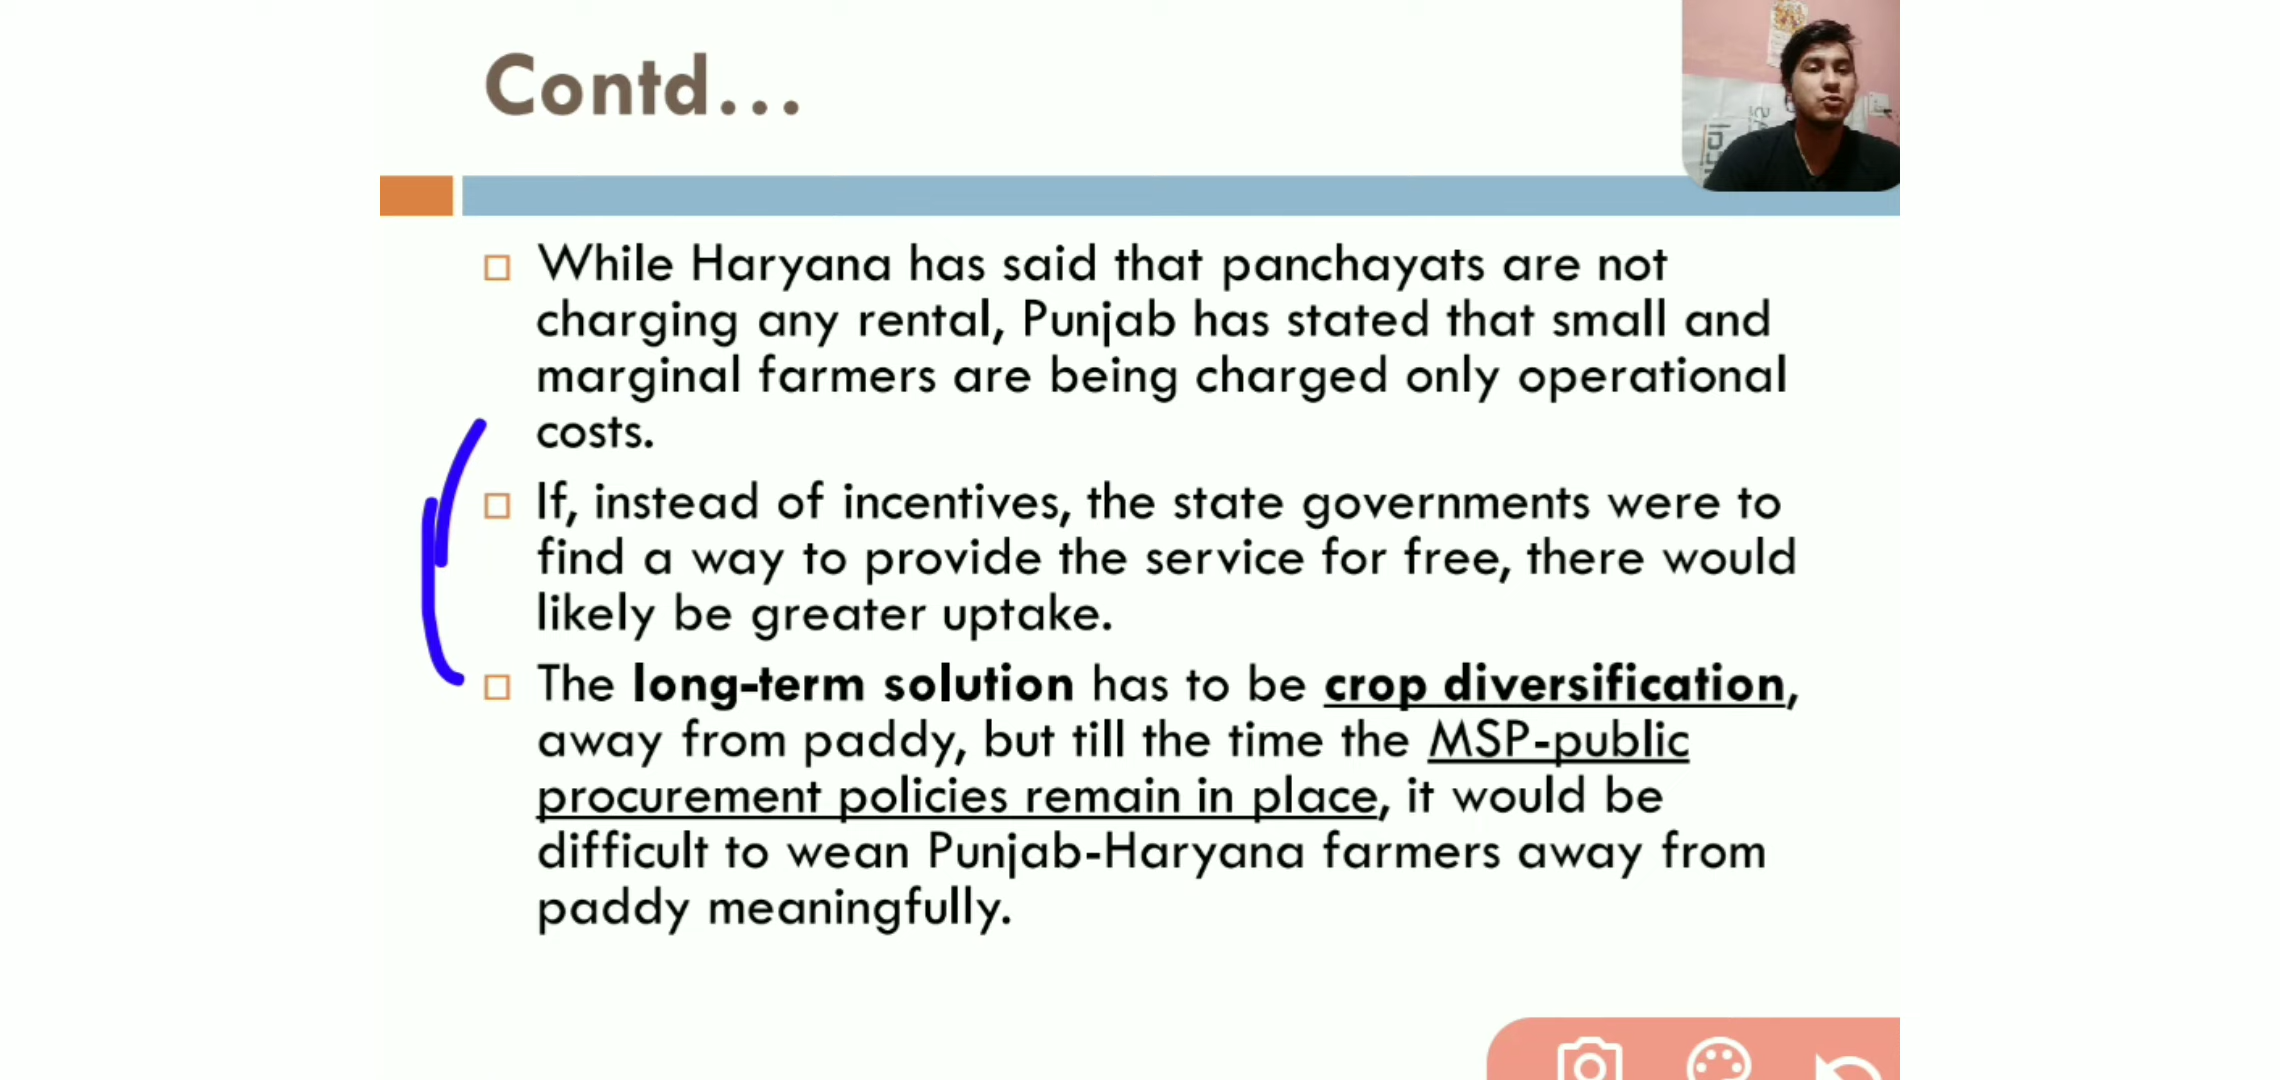 Contd...
While Haryana has said that panchayats are not
charging any rental, Punjab has stated that small and
marginal farmers are being charged only operational
costs.
If, instead of incentives, the state governments were to
find a way to provide the service for free, there would
likely be greater uptake.
The long-term solution has to be crop diversification,
away from paddy, but till the time the MSP-public
procurement policies remain in place, it would be
difficult to wean Punjab-Haryana farmers away from
paddy meaningfully.